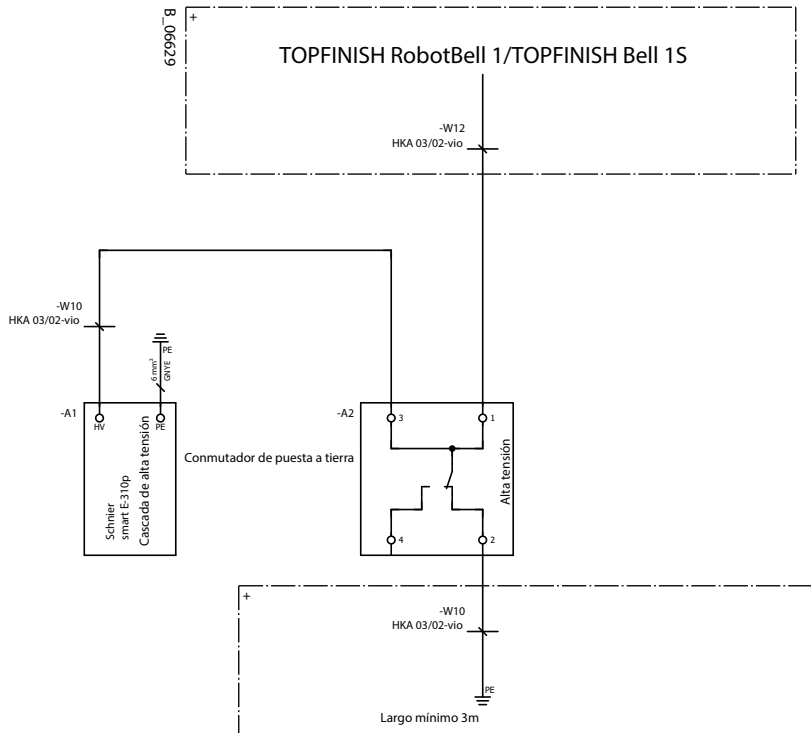 B_06629
+
TOPFINISH RobotBell 1/TOPFINISH Bell 1S
-W12
HKA 03/02-vio
-W10
HKA 03/02-vio
PE
6 mm²
GNYE
-A1
HV
PE
Schnier
smart E-310p
Cascada de alta tensión
Conmutador de puesta a tierra
-A2
3
1
Alta tensión
4
2
+
-W10
HKA 03/02-vio
PE
Largo mínimo 3m